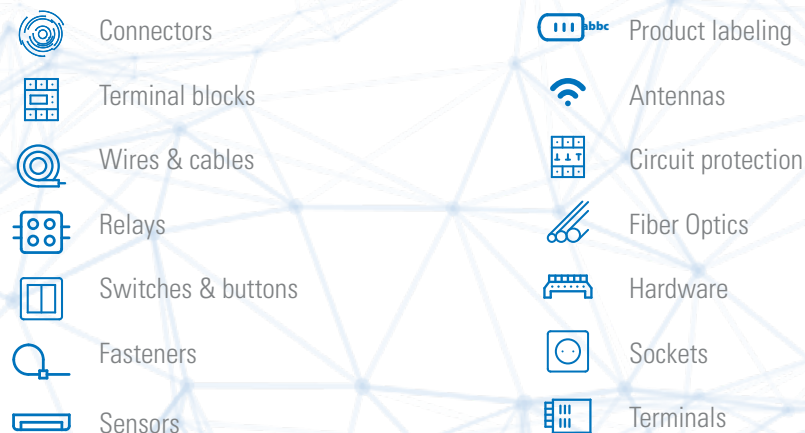 Connectors
Terminal blocks
Wires & cables
Relays
Switches & buttons
Fasteners
Sensors
abbc Product labeling
Antennas
Circuit protection
Fiber Optics
Hardware
Sockets
Terminals